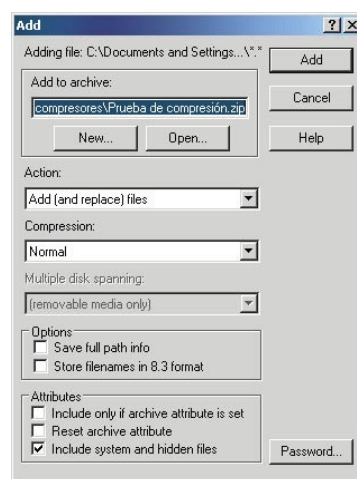 Add
Adding file: C:\Documents and Settings...\*.*
Add
Add to archive:
compresores\Prueba de compresión.zip
Cancel
New...
Open...
Help
Action:
Add (and replace) files
Compression:
Normal
Multiple disk spanning:
(removable media only)
Options
Save full path info
Store filenames in 8.3 format
Attributes
Include only if archive attribute is set
Reset archive attribute
Include system and hidden files
Password...